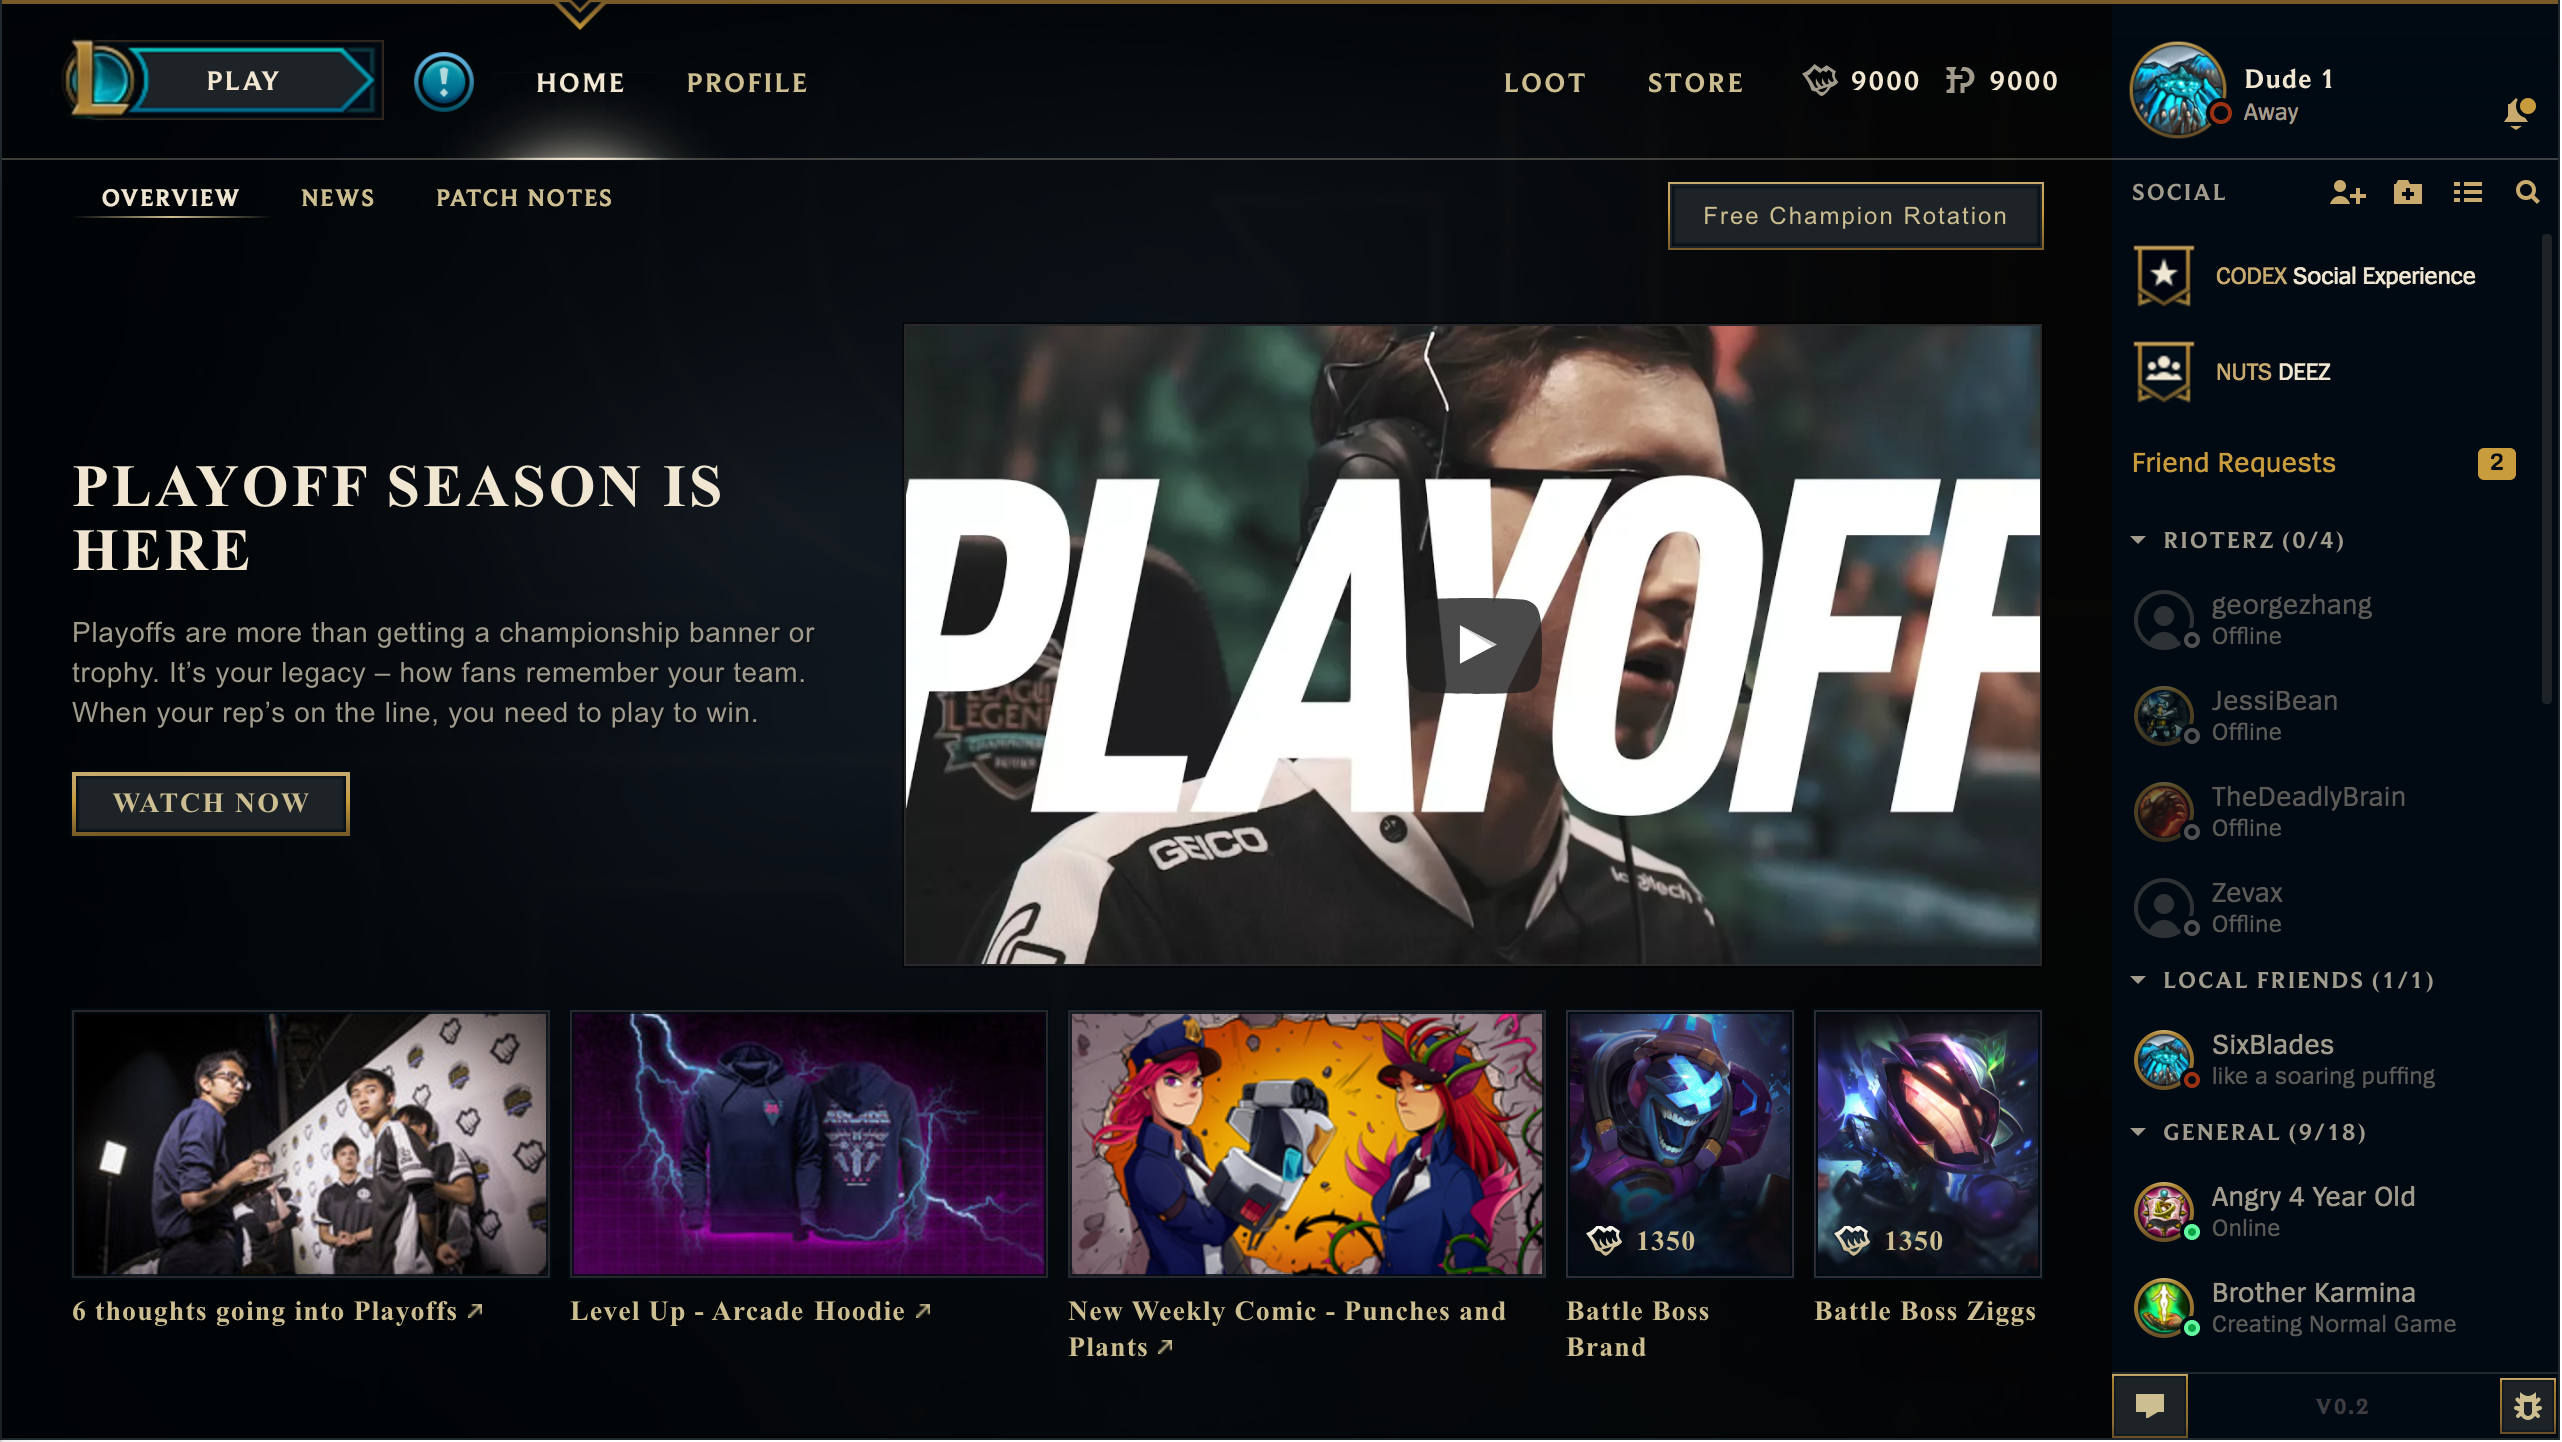 PLAY
HOME
PROFILE
LOOT
STORE
9000
9000
Dude 1
Away
OVERVIEW
NEWS
PATCH NOTES
Free Champion Rotation
PLAYOFF SEASON IS
HERE
Playoffs are more than getting a championship banner or
trophy. It’s your legacy – how fans remember your team.
When your rep’s on the line, you need to play to win.
WATCH NOW
PLAYOFF
LEAGUE
LEGEN
GEICO
logitech
1350
1350
6 thoughts going into Playoffs
Level Up - Arcade Hoodie
New Weekly Comic - Punches and
Plants
Battle Boss
Brand
Battle Boss Ziggs
SOCIAL
CODEX Social Experience
NUTS DEEZ
Friend Requests 2
RIOTERZ (0/4)
georgezhang
Offline
JessiBean
Offline
TheDeadlyBrain
Offline
Zevax
Offline
LOCAL FRIENDS (1/1)
SixBlades
like a soaring puffing
GENERAL (9/18)
Angry 4 Year Old
Online
Brother Karmina
Creating Normal Game
V0.2